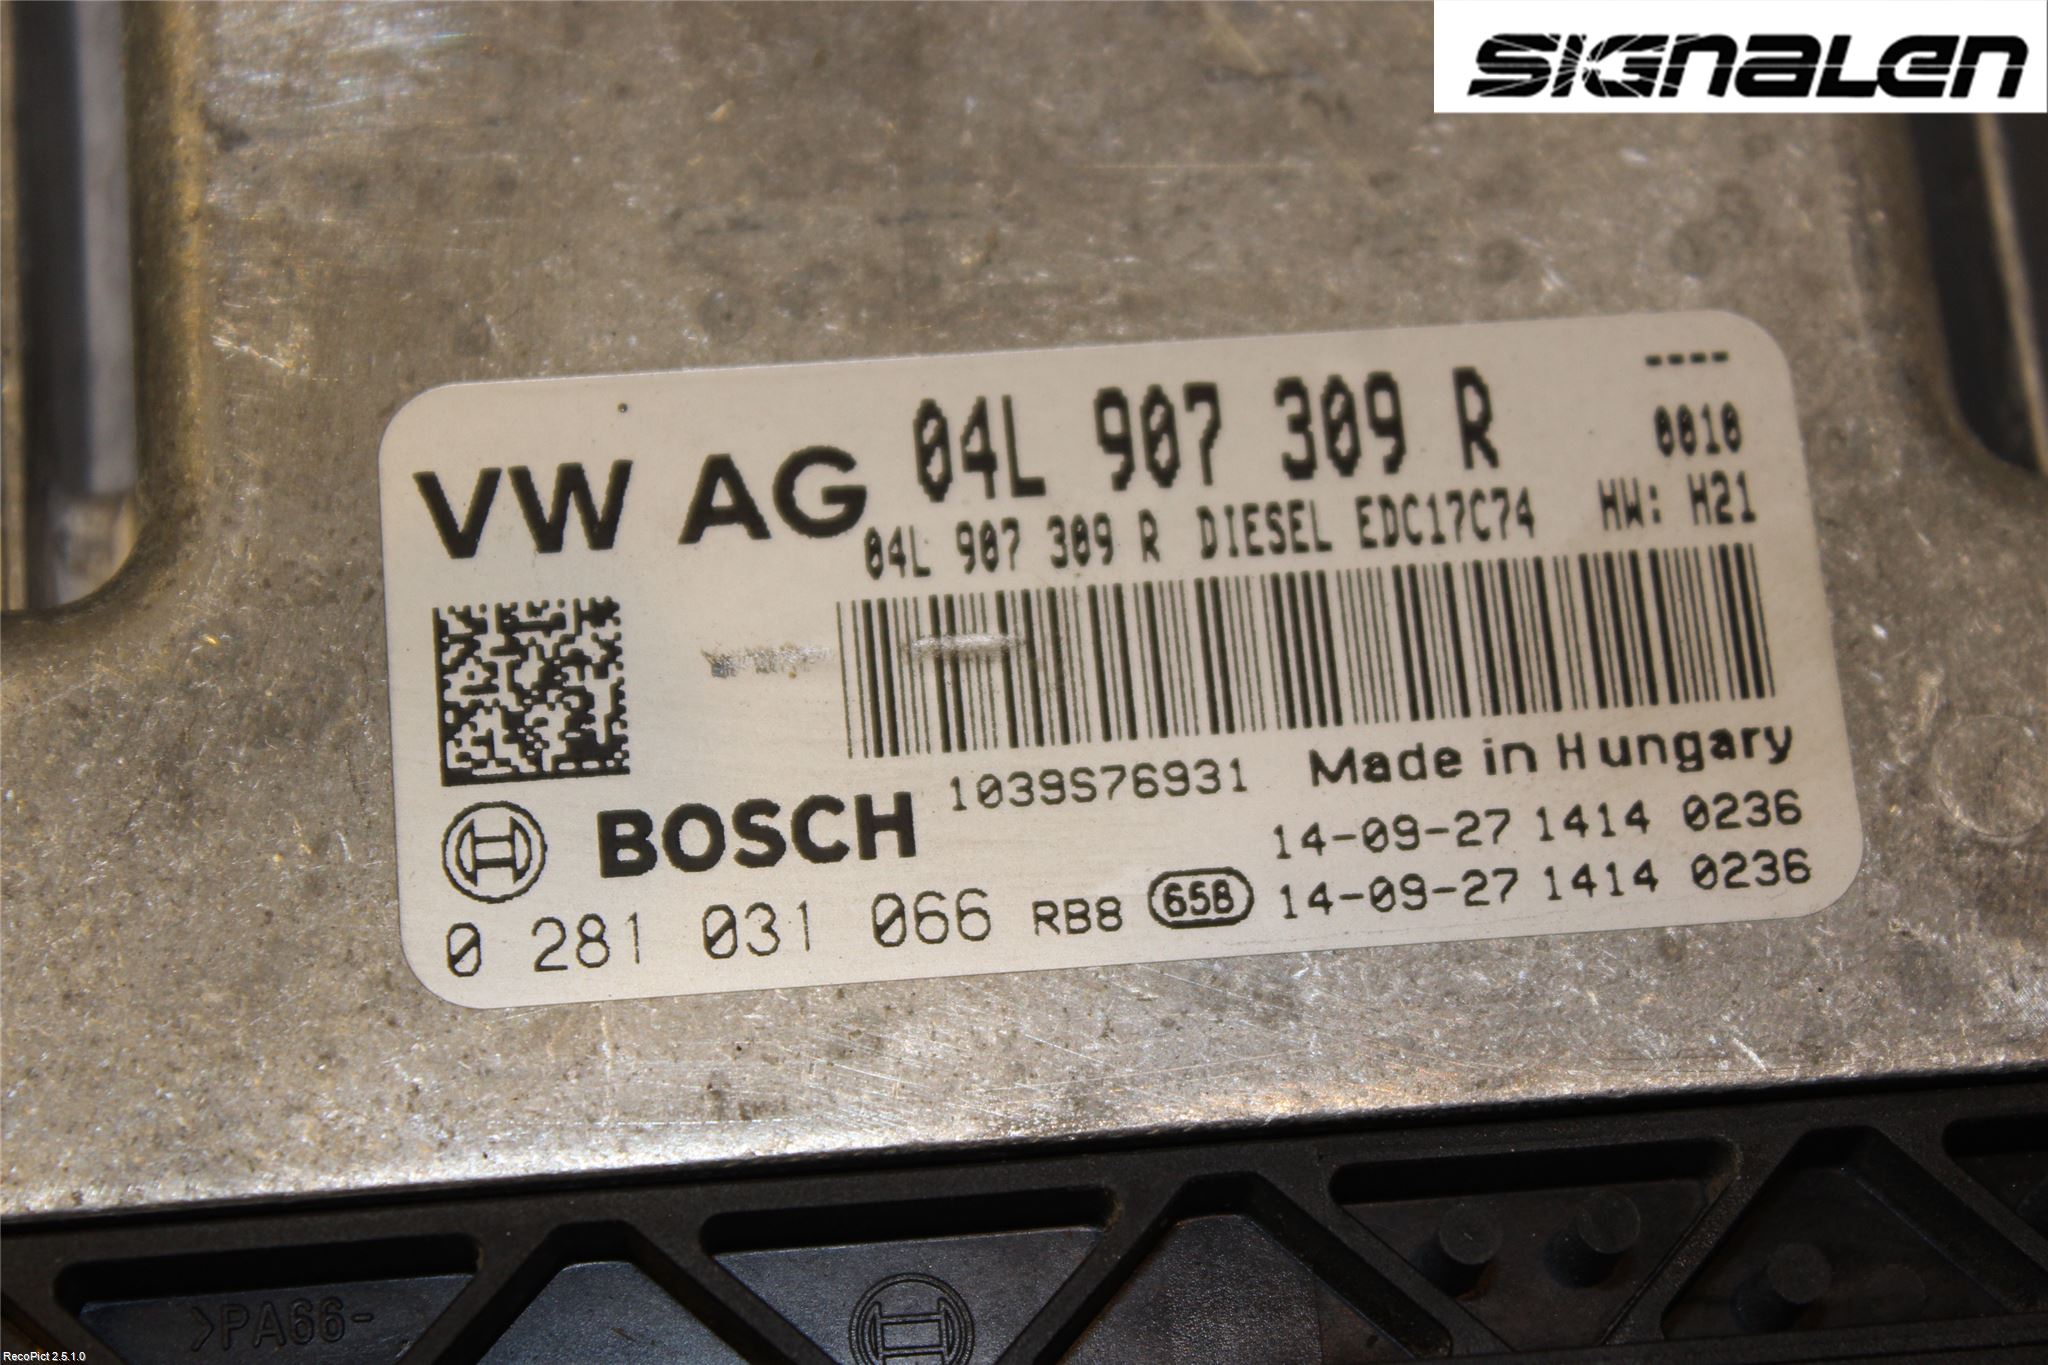 SIGNALEN
----
VW AG 04L 907 309 R 0010
04L 907 309 R DIESEL EDC17C74 HW: H21
1039S76931 Made in Hungary
BOSCH 14-09-27 1414 0236
0 281 031 066 RB8 658 14-09-27 1414 0236
>PA66-
RecoPict 2.5.1.0